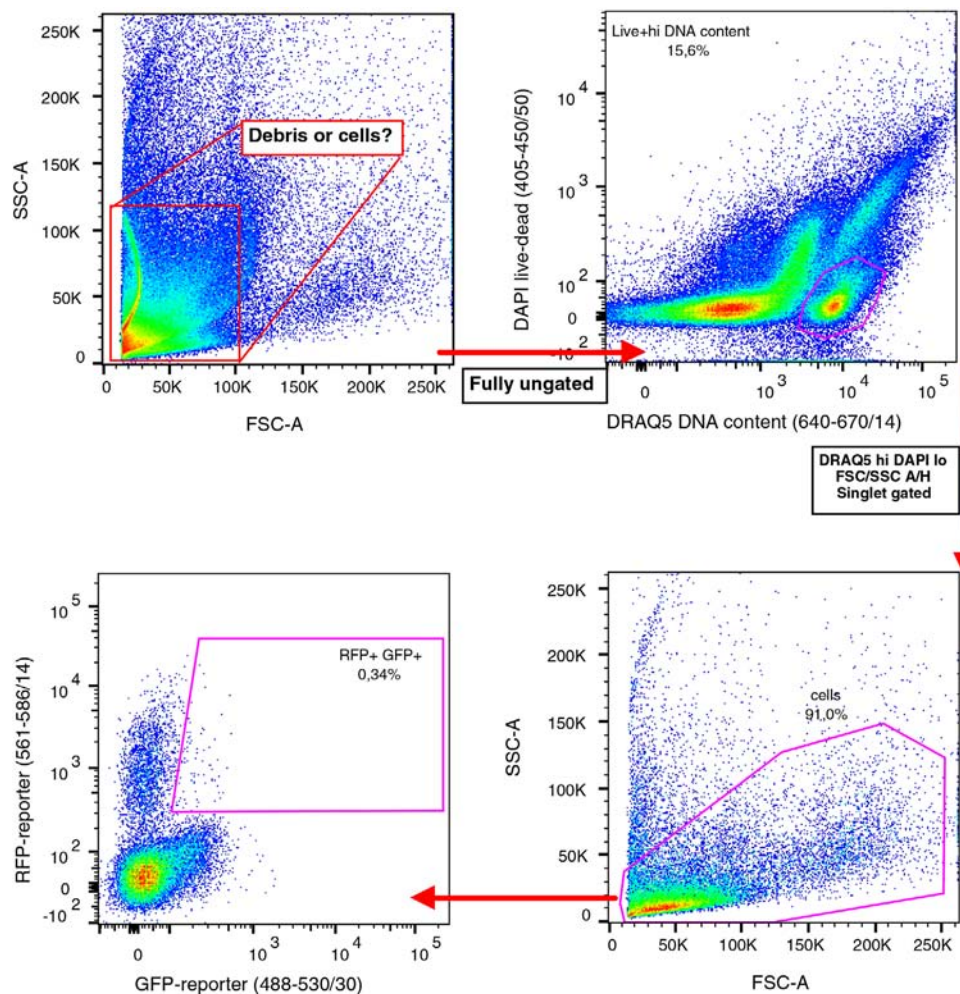 250K
200K
150K
100K
50K
0
SSC-A
Debris or cells?
0 50K 100K 150K 200K 250K
FSC-A
Fully ungated
Live+hi DNA content
15,6%
10^4
10^3
10^2
0
-10^2
DAPI live-dead (405-450/50)
0 10^3 10^4 10^5
DRAQ5 DNA content (640-670/14)
DRAQ5 hi DAPI lo
FSC/SSC A/H
Singlet gated
10^5
10^4
10^3
10^2
0
-10^2
RFP-reporter (561-586/14)
RFP+ GFP+
0,34%
0 10^3 10^4 10^5
GFP-reporter (488-530/30)
250K
200K
150K
100K
50K
0
SSC-A
cells
91,0%
0 50K 100K 150K 200K 250K
FSC-A